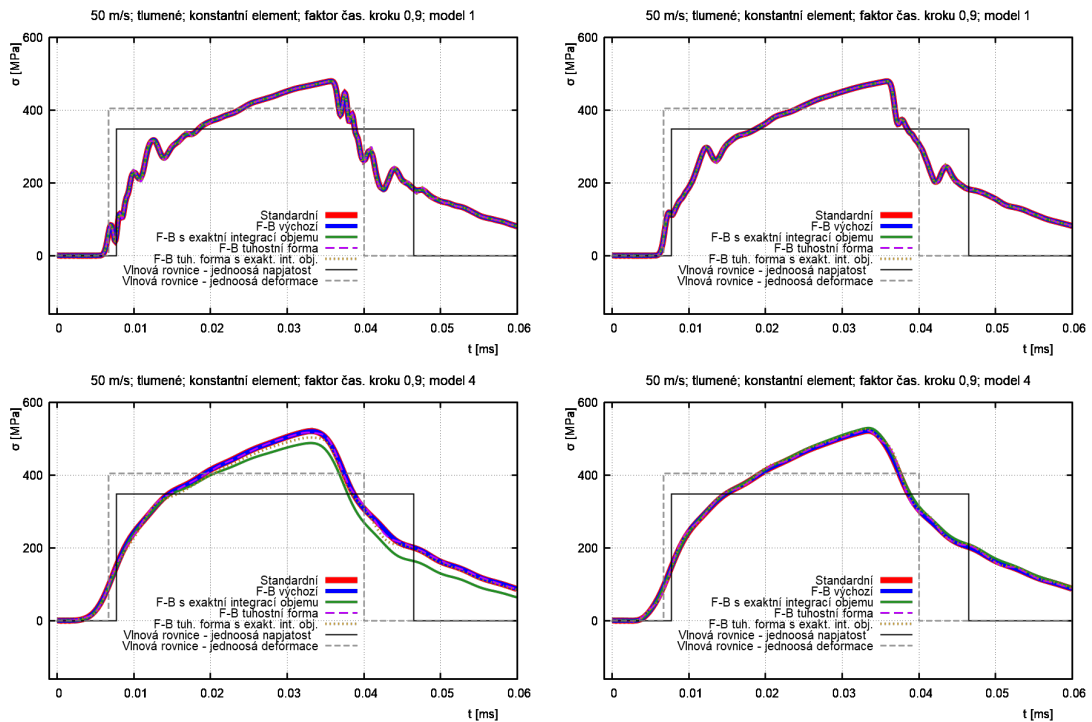 50 m/s; tlumené; konstantní element; faktor čas. kroku 0,9; model 1
600
σ [MPa]
400
200
0
Standardní
F-B výchozí
F-B s exaktní integrací objemu
F-B tuhostní forma
F-B tuh. forma s exakt. int. obj.
Vlnová rovnice - jednoosá napjatost
Vlnová rovnice - jednoosá deformace
0 0.01 0.02 0.03 0.04 0.05 0.06
t [ms]
50 m/s; tlumené; konstantní element; faktor čas. kroku 0,9; model 1
600
σ [MPa]
400
200
0
Standardní
F-B výchozí
F-B s exaktní integrací objemu
F-B tuhostní forma
F-B tuh. forma s exakt. int. obj.
Vlnová rovnice - jednoosá napjatost
Vlnová rovnice - jednoosá deformace
0 0.01 0.02 0.03 0.04 0.05 0.06
t [ms]
50 m/s; tlumené; konstantní element; faktor čas. kroku 0,9; model 4
600
σ [MPa]
400
200
0
Standardní
F-B výchozí
F-B s exaktní integrací objemu
F-B tuhostní forma
F-B tuh. forma s exakt. int. obj.
Vlnová rovnice - jednoosá napjatost
Vlnová rovnice - jednoosá deformace
0 0.01 0.02 0.03 0.04 0.05 0.06
t [ms]
50 m/s; tlumené; konstantní element; faktor čas. kroku 0,9; model 4
600
σ [MPa]
400
200
0
Standardní
F-B výchozí
F-B s exaktní integrací objemu
F-B tuhostní forma
F-B tuh. forma s exakt. int. obj.
Vlnová rovnice - jednoosá napjatost
Vlnová rovnice - jednoosá deformace
0 0.01 0.02 0.03 0.04 0.05 0.06
t [ms]